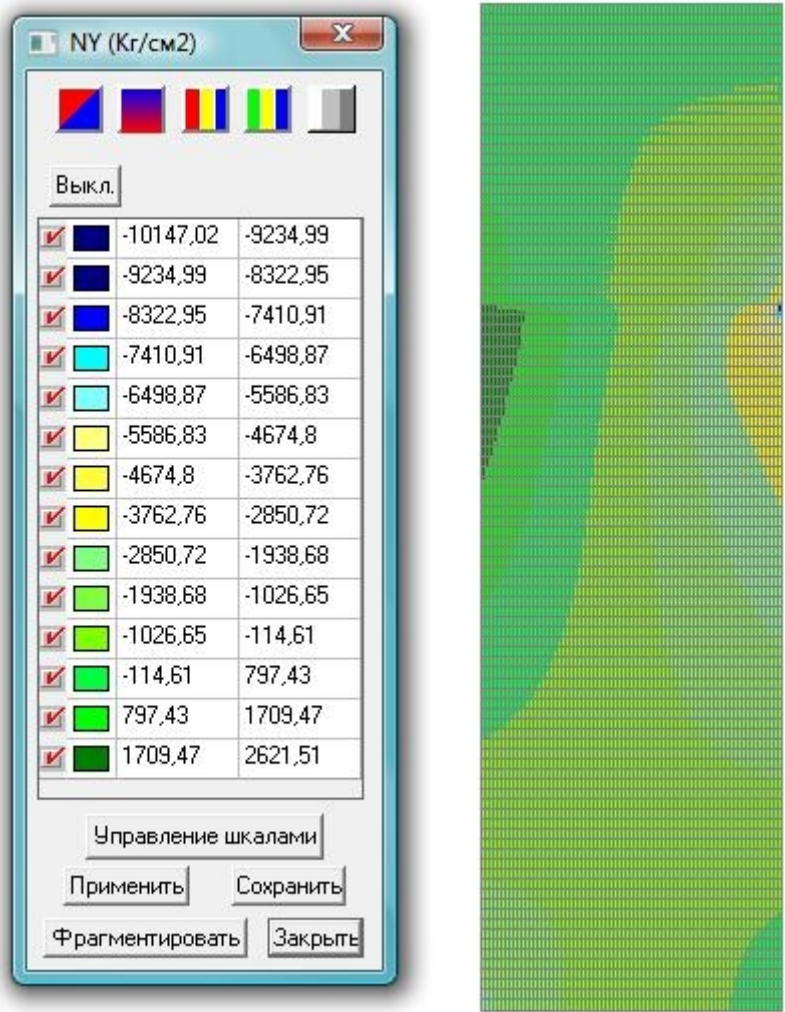 NY (Кг/см2)
Выкл.
-10147,02 -9234,99
-9234,99 -8322,95
-8322,95 -7410,91
-7410,91 -6498,87
-6498,87 -5586,83
-5586,83 -4674,8
-4674,8 -3762,76
-3762,76 -2850,72
-2850,72 -1938,68
-1938,68 -1026,65
-1026,65 -114,61
-114,61 797,43
797,43 1709,47
1709,47 2621,51
Управление шкалами
Применить Сохранить
Фрагментировать Закрыть